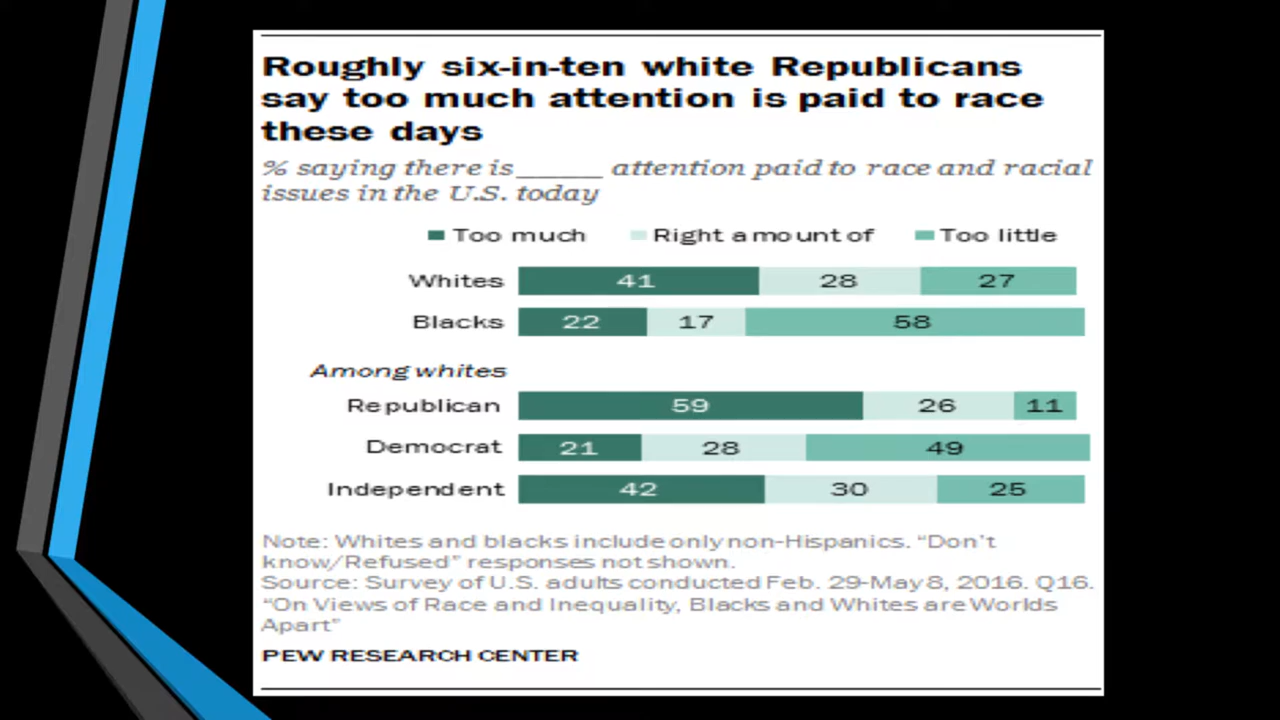 Roughly six-in-ten white Republicans
say too much attention is paid to race
these days
% saying there is _____ attention paid to race and racial
issues in the U.S. today
Too much Right amount of Too little
Whites 41 28 27
Blacks 22 17 58
Among whites
Republican 59 26 11
Democrat 21 28 49
Independent 42 30 25
Note: Whites and blacks include only non-Hispanics. “Don’t
know/Refused” responses not shown.
Source: Survey of U.S. adults conducted Feb. 29-May 8, 2016. Q16.
“On Views of Race and Inequality, Blacks and Whites are Worlds
Apart”
PEW RESEARCH CENTER